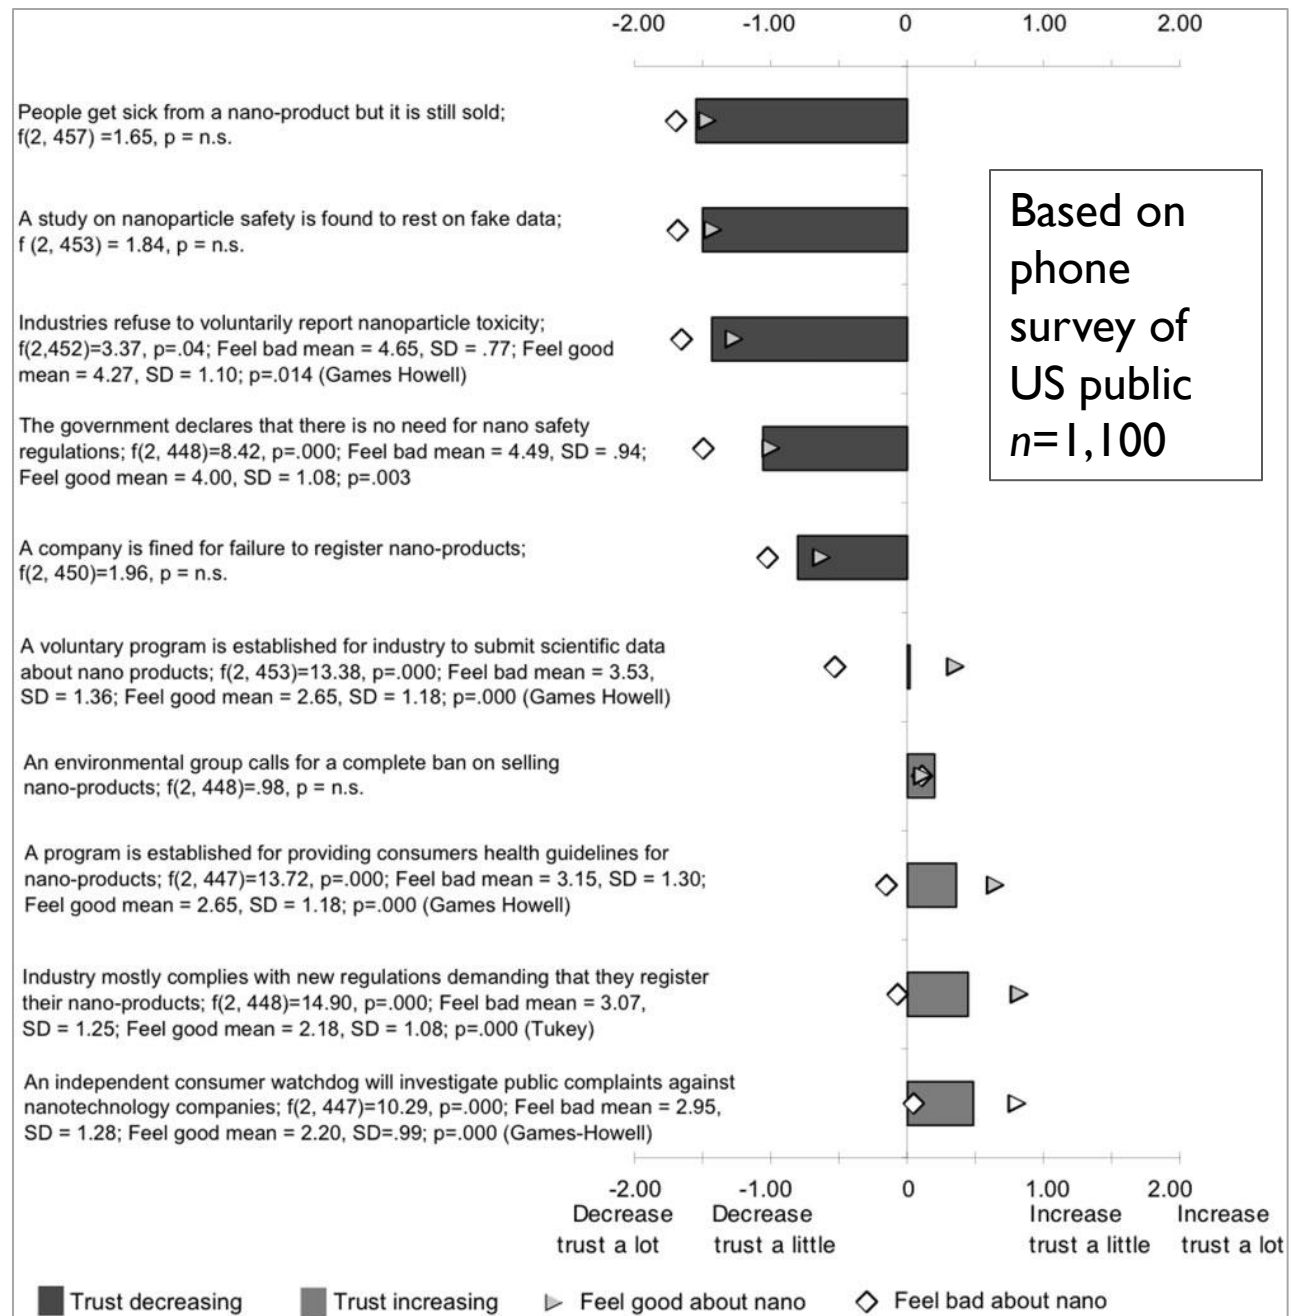 -2.00 -1.00 0 1.00 2.00
People get sick from a nano-product but it is still sold;
f(2, 457) =1.65, p = n.s.
A study on nanoparticle safety is found to rest on fake data;
f (2, 453) = 1.84, p = n.s.
Based on
phone
survey of
US public
n=1,100
Industries refuse to voluntarily report nanoparticle toxicity;
f(2,452)=3.37, p=.04; Feel bad mean = 4.65, SD = .77; Feel good
mean = 4.27, SD = 1.10; p=.014 (Games Howell)
The government declares that there is no need for nano safety
regulations; f(2, 448)=8.42, p=.000; Feel bad mean = 4.49, SD = .94;
Feel good mean = 4.00, SD = 1.08; p=.003
A company is fined for failure to register nano-products;
f(2, 450)=1.96, p = n.s.
A voluntary program is established for industry to submit scientific data
about nano products; f(2, 453)=13.38, p=.000; Feel bad mean = 3.53,
SD = 1.36; Feel good mean = 2.65, SD = 1.18; p=.000 (Games Howell)
An environmental group calls for a complete ban on selling
nano-products; f(2, 448)=.98, p = n.s.
A program is established for providing consumers health guidelines for
nano-products; f(2, 447)=13.72, p=.000; Feel bad mean = 3.15, SD = 1.30;
Feel good mean = 2.65, SD = 1.18; p=.000 (Games Howell)
Industry mostly complies with new regulations demanding that they register
their nano-products; f(2, 448)=14.90, p=.000; Feel bad mean = 3.07,
SD = 1.25; Feel good mean = 2.18, SD = 1.08; p=.000 (Tukey)
An independent consumer watchdog will investigate public complaints against
nanotechnology companies; f(2, 447)=10.29, p=.000; Feel bad mean = 2.95,
SD = 1.28; Feel good mean = 2.20, SD=.99; p=.000 (Games-Howell)
-2.00 -1.00 0 1.00 2.00
Decrease Decrease Increase Increase
trust a lot trust a little trust a little trust a lot
Trust decreasing Trust increasing Feel good about nano Feel bad about nano